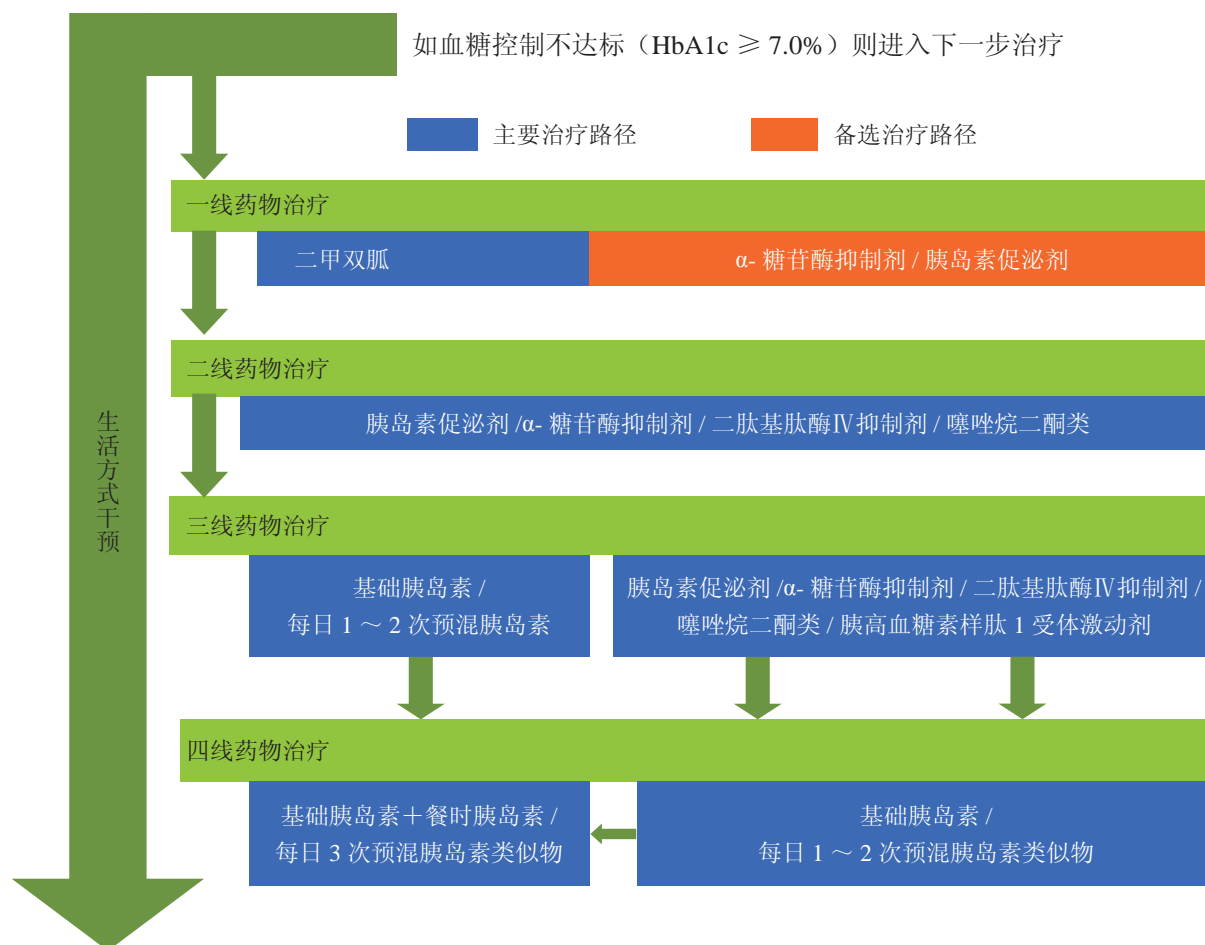 如血糖控制不达标（HbA1c ≥ 7.0%）则进入下一步治疗
主要治疗路径
备选治疗路径
一线药物治疗
二甲双胍
α- 糖苷酶抑制剂 / 胰岛素促泌剂
二线药物治疗
胰岛素促泌剂 /α- 糖苷酶抑制剂 / 二肽基肽酶Ⅳ抑制剂 / 噻唑烷二酮类
生活方式干预
三线药物治疗
基础胰岛素 /
每日 1 ～ 2 次预混胰岛素
胰岛素促泌剂 /α- 糖苷酶抑制剂 / 二肽基肽酶Ⅳ抑制剂 /
噻唑烷二酮类 / 胰高血糖素样肽 1 受体激动剂
四线药物治疗
基础胰岛素＋餐时胰岛素 /
每日 3 次预混胰岛素类似物
基础胰岛素 /
每日 1 ～ 2 次预混胰岛素类似物